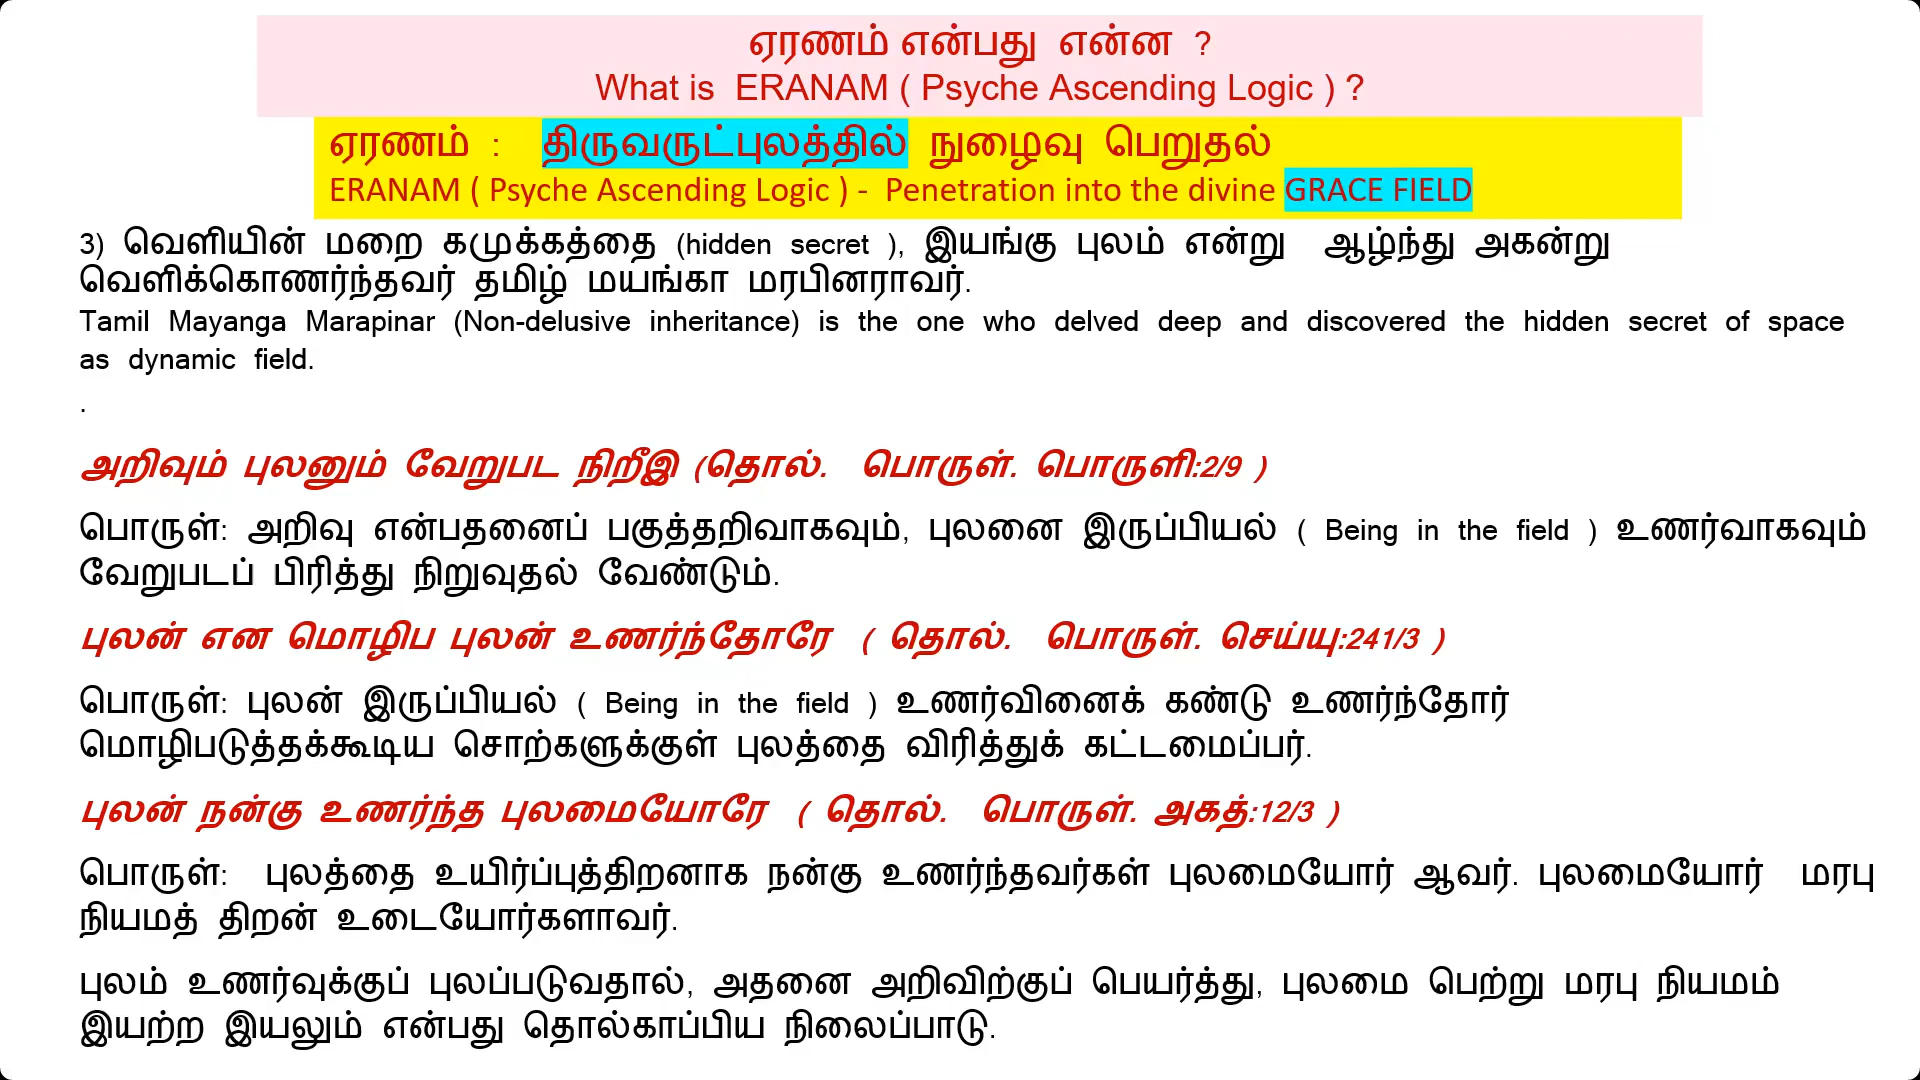 ஏரணம் என்பது என்ன ?
What is ERANAM ( Psyche Ascending Logic ) ?
ஏரணம் : திருவருட்புலத்தில் நுழைவு பெறுதல்
ERANAM ( Psyche Ascending Logic ) - Penetration into the divine GRACE FIELD
3) வெளியின் மறை கமுக்கத்தை (hidden secret ), இயங்கு புலம் என்று ஆழ்ந்து அகன்று
வெளிக்கொணர்ந்தவர் தமிழ் மயங்கா மரபினராவர்.
Tamil Mayanga Marapinar (Non-delusive inheritance) is the one who delved deep and discovered the hidden secret of space
as dynamic field.
.
அறிவும் புலனும் வேறுபட நிறீஇ (தொல். பொருள். பொருளி:2/9 )
பொருள்: அறிவு என்பதனைப் பகுத்தறிவாகவும், புலனை இருப்பியல் ( Being in the field ) உணர்வாகவும்
வேறுபடப் பிரித்து நிறுவுதல் வேண்டும்.
புலன் என மொழிப புலன் உணர்ந்தோரே ( தொல். பொருள். செய்யு:241/3 )
பொருள்: புலன் இருப்பியல் ( Being in the field ) உணர்வினைக் கண்டு உணர்ந்தோர்
மொழிபடுத்தக்கூடிய சொற்களுக்குள் புலத்தை விரித்துக் கட்டமைப்பர்.
புலன் நன்கு உணர்ந்த புலமையோரே ( தொல். பொருள். அகத்:12/3 )
பொருள்: புலத்தை உயிர்ப்புத்திறனாக நன்கு உணர்ந்தவர்கள் புலமையோர் ஆவர். புலமையோர் மரபு
நியமத் திறன் உடையோர்களாவர்.
புலம் உணர்வுக்குப் புலப்படுவதால், அதனை அறிவிற்குப் பெயர்த்து, புலமை பெற்று மரபு நியமம்
இயற்ற இயலும் என்பது தொல்காப்பிய நிலைப்பாடு.